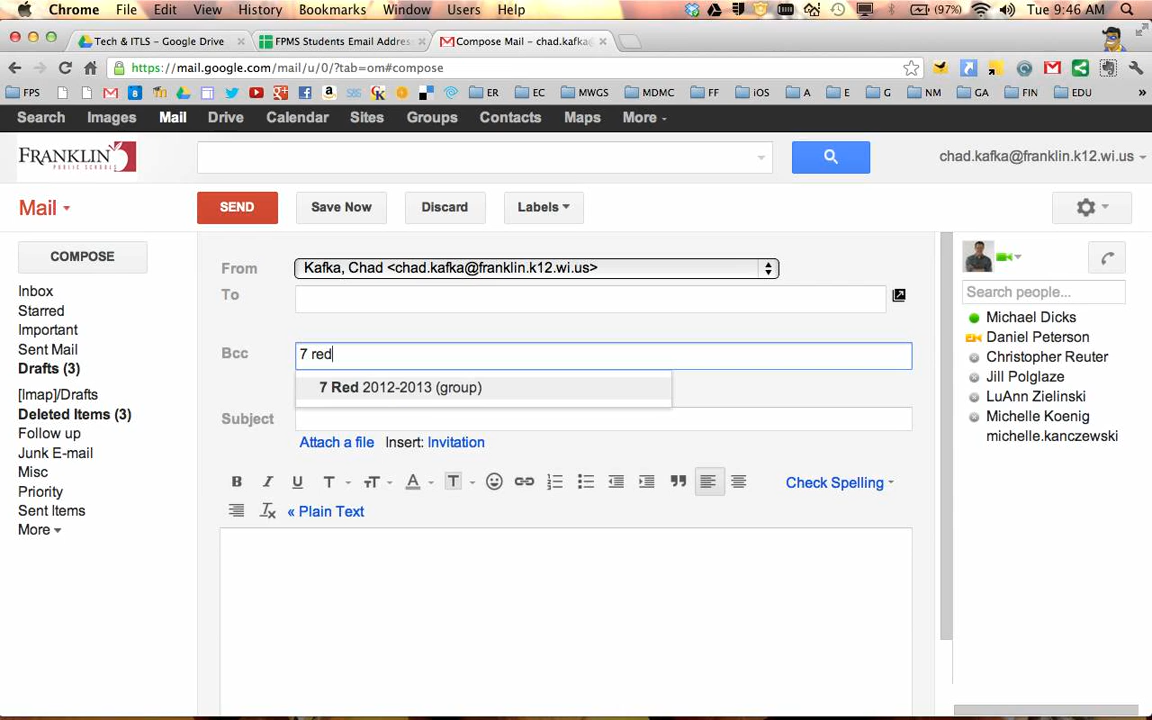 Chrome File Edit View History Bookmarks Window Users Help (97%) Tue 9:46 AM
Tech & ITLS – Google Drive FPMS Students Email Addres Compose Mail – chad.kafka@
https://mail.google.com/mail/u/0/?tab=om#compose
FPS ER EC MWGS MDMC FF iOS A E G NM GA FIN EDU »
Search Images Mail Drive Calendar Sites Groups Contacts Maps More
FRANKLIN
PUBLIC SCHOOLS
chad.kafka@franklin.k12.wi.us
Mail SEND Save Now Discard Labels
COMPOSE
From Kafka, Chad <chad.kafka@franklin.k12.wi.us>
To
Bcc 7 red
7 Red 2012-2013 (group)
Subject
Attach a file Insert: Invitation
B I U T TT A T Check Spelling
Tx « Plain Text
Inbox
Starred
Important
Sent Mail
Drafts (3)
[Imap]/Drafts
Deleted Items (3)
Follow up
Junk E-mail
Misc
Priority
Sent Items
More
Search people...
Michael Dicks
Daniel Peterson
Christopher Reuter
Jill Polglaze
LuAnn Zielinski
Michelle Koenig
michelle.kanczewski